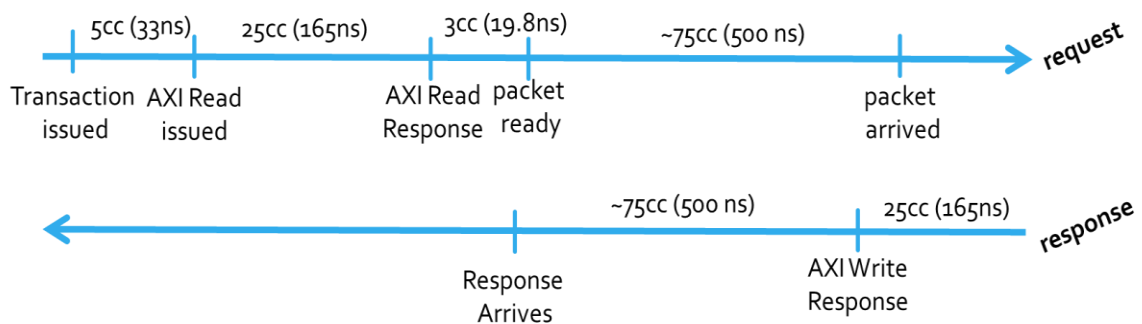 5cc (33ns) 25cc (165ns) 3cc (19.8ns) ~75cc (500 ns)
request
Transaction issued
AXI Read issued
AXI Read Response
packet ready
packet arrived
~75cc (500 ns) 25cc (165ns)
response
Response Arrives
AXI Write Response